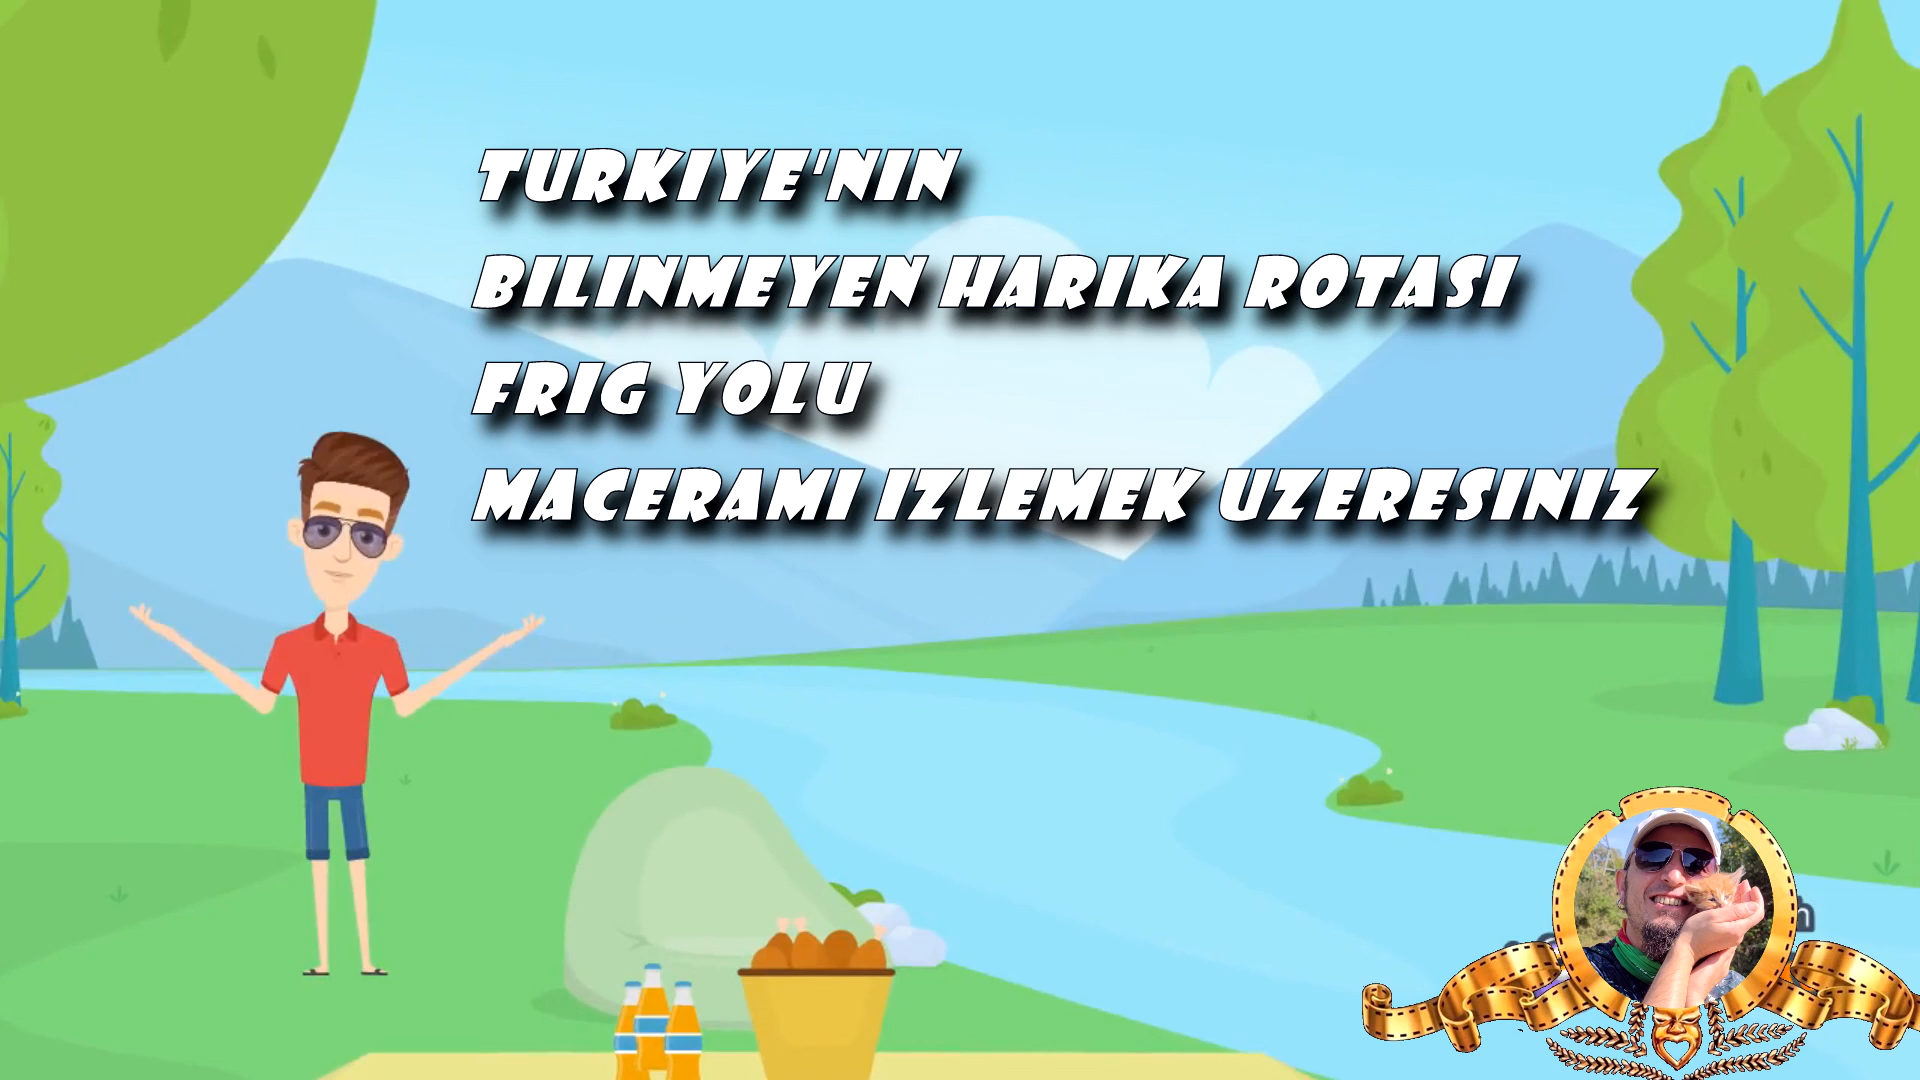 TURKIYE'NIN
BILINMEYEN HARIKA ROTASI
FRIG YOLU
MACERAMI IZLEMEK UZERESINIZ